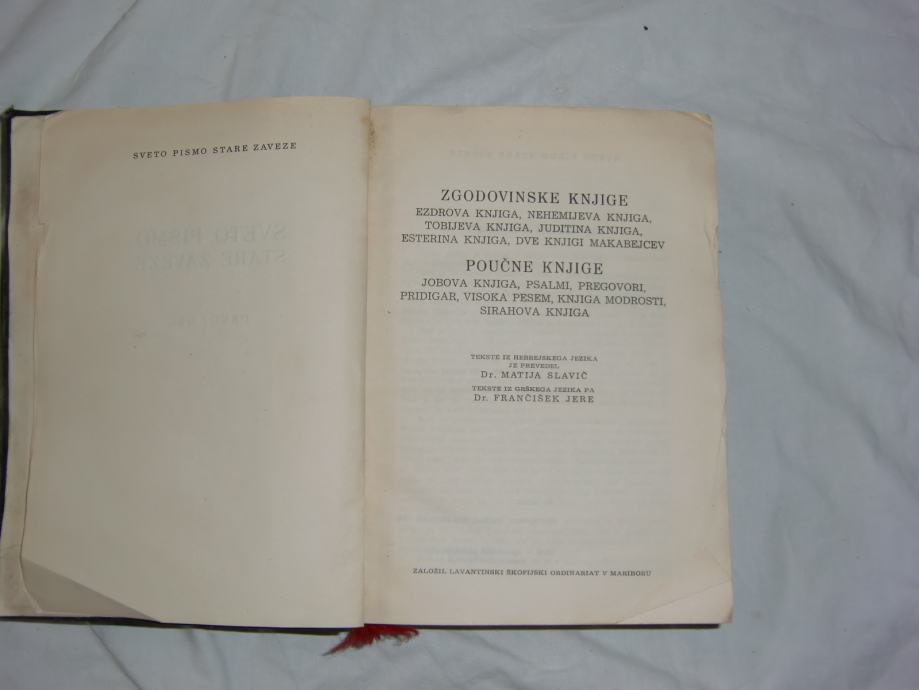 SVETO PISMO STARE ZAVEZE
ZGODOVINSKE KNJIGE
EZDROVA KNJIGA, NEHEMIJEVA KNJIGA,
TOBIJEVA KNJIGA, JUDITINA KNJIGA,
ESTERINA KNJIGA, DVE KNJIGI MAKABEJCEV
POUČNE KNJIGE
JOBOVA KNJIGA, PSALMI, PREGOVORI,
PRIDIGAR, VISOKA PESEM, KNJIGA MODROSTI,
SIRAHOVA KNJIGA
TEKSTE IZ HEBREJSKEGA JEZIKA
JE PREVEDEL
Dr. MATIJA SLAVIČ
TEKSTE IZ GRŠKEGA JEZIKA PA
Dr. FRANČIŠEK JERE
ZALOŽIL LAVANTINSKI ŠKOFIJSKI ORDINARIAT V MARIBORU